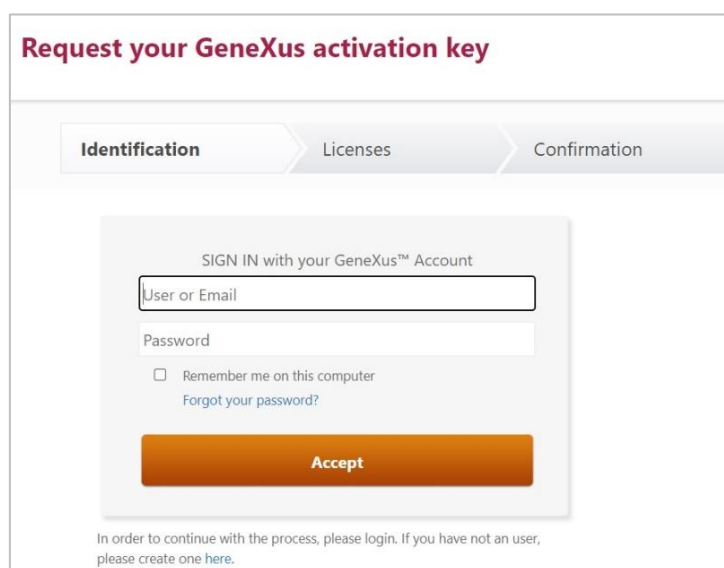 Request your GeneXus activation key
Identification
Licenses
Confirmation
SIGN IN with your GeneXus™ Account
User or Email
Password
Remember me on this computer
Forgot your password?
Accept
In order to continue with the process, please login. If you have not an user,
please create one here.